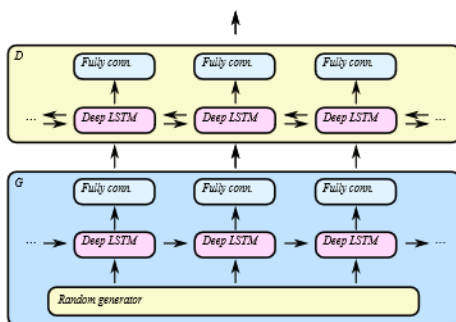 D
Fully conn. Fully conn. Fully conn.
... Deep LSTM Deep LSTM Deep LSTM ...
G
Fully conn. Fully conn. Fully conn.
... Deep LSTM Deep LSTM Deep LSTM ...
Random generator